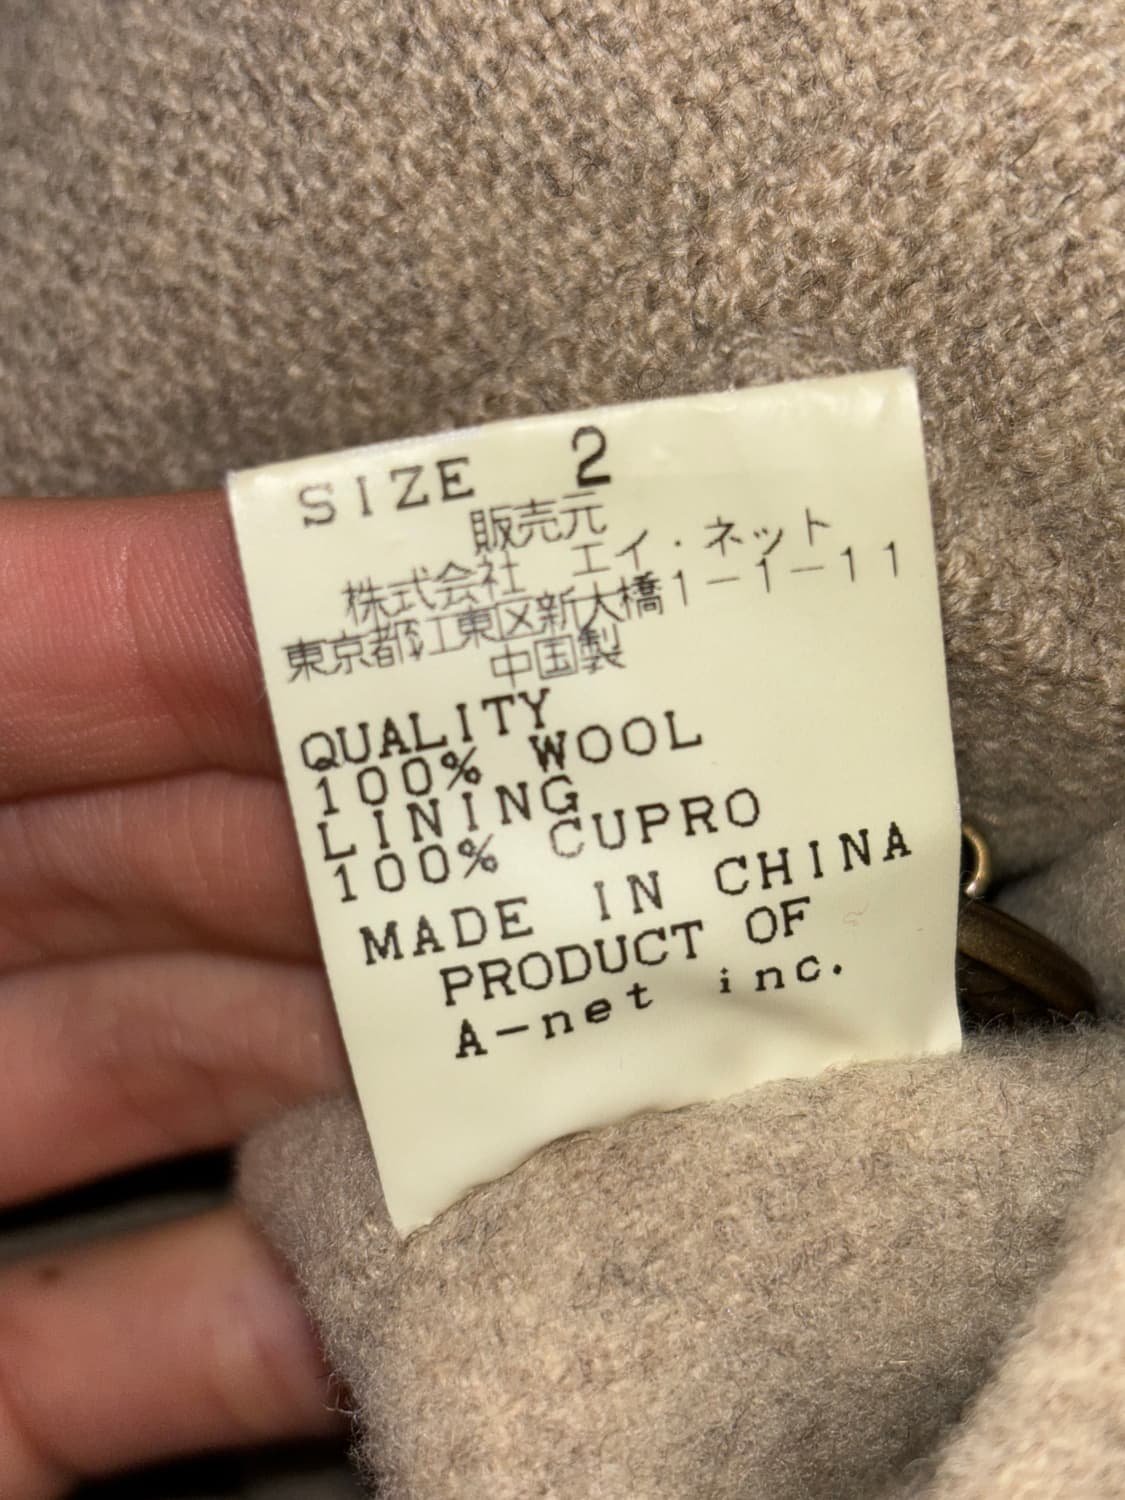 SIZE 2
販売元
株式会社 エイ・ネット
東京都江東区新大橋1-1-11
中国製
QUALITY
100% WOOL
LINING
100% CUPRO
MADE IN CHINA
PRODUCT OF
A-net inc.